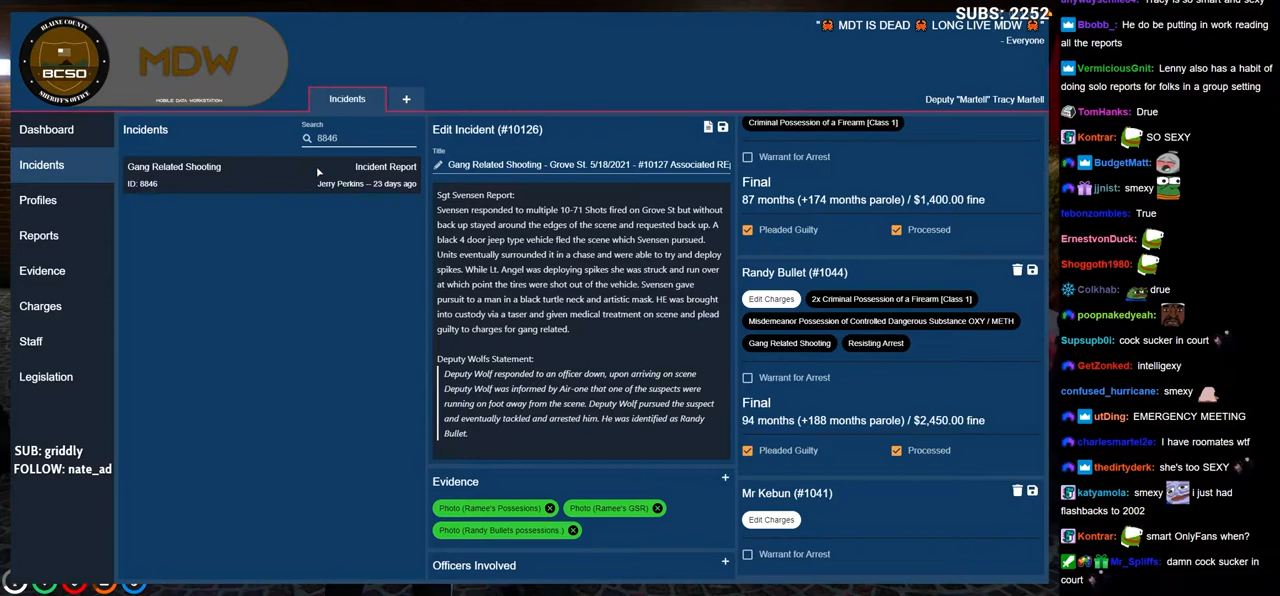 SUBS: 2252
" 🦀 MDT IS DEAD 🦀 LONG LIVE MDW 🦀 "
- Everyone
BLAINE COUNTY
BCSO
SHERIFF'S OFFICE
MDW
MOBILE DATA WORKSTATION
Incidents
+
Deputy "Martell" Tracy Martell
Dashboard
Incidents
Profiles
Reports
Evidence
Charges
Staff
Legislation
SUB: griddly
FOLLOW: nate_ad
Incidents
Search
8846
Gang Related Shooting
Incident Report
ID: 8846
Jerry Perkins -- 23 days ago
Edit Incident (#10126)
Title
Gang Related Shooting - Grove St. 5/18/2021 - #10127 Associated REp
Sgt Svensen Report:
Svensen responded to multiple 10-71 Shots fired on Grove St but without
back up stayed around the edges of the scene and requested back up. A
black 4 door jeep type vehicle fled the scene which Svensen pursued.
Units eventually surrounded it in a chase and were able to try and deploy
spikes. While Lt. Angel was deploying spikes she was struck and run over
at which point the tires were shot out of the vehicle. Svensen gave
pursuit to a man in a black turtle neck and artistic mask. HE was brought
into custody via a taser and given medical treatment on scene and plead
guilty to charges for gang related.
Deputy Wolfs Statement:
Deputy Wolf responded to an officer down, upon arriving on scene
Deputy Wolf was informed by Air-one that one of the suspects were
running on foot away from the scene. Deputy Wolf pursued the suspect
and eventually tackled and arrested him. He was identified as Randy
Bullet.
Evidence
+
Photo (Ramee's Possesions)
Photo (Ramee's GSR)
Photo (Randy Bullets possessions )
Officers Involved
+
Criminal Possession of a Firearm [Class 1]
Warrant for Arrest
Final
87 months (+174 months parole) / $1,400.00 fine
Pleaded Guilty
Processed
Randy Bullet (#1044)
Edit Charges
2x Criminal Possession of a Firearm [Class 1]
Misdemeanor Possession of Controlled Dangerous Substance OXY / METH
Gang Related Shooting
Resisting Arrest
Warrant for Arrest
Final
94 months (+188 months parole) / $2,450.00 fine
Pleaded Guilty
Processed
Mr Kebun (#1041)
Edit Charges
Warrant for Arrest
Bbobb_: He do be putting in work reading
all the reports
VermiciousGnit: Lenny also has a habit of
doing solo reports for folks in a group setting
TomHanks: Drue
Kontrar: SO SEXY
BudgetMatt:
jjnist: smexy
febonzombies: True
ErnestvonDuck:
Shoggoth1980:
Colkhab: drue
poopnakedyeah:
Supsupb0i: cock sucker in court
GetZonked: intelligexy
confused_hurricane: smexy
utDing: EMERGENCY MEETING
charlesmartel2e: I have roomates wtf
thedirtyderk: she's too SEXY
katyamola: smexy i just had
flashbacks to 2002
Kontrar: smart OnlyFans when?
Mr_Spliffs: damn cock sucker in
court